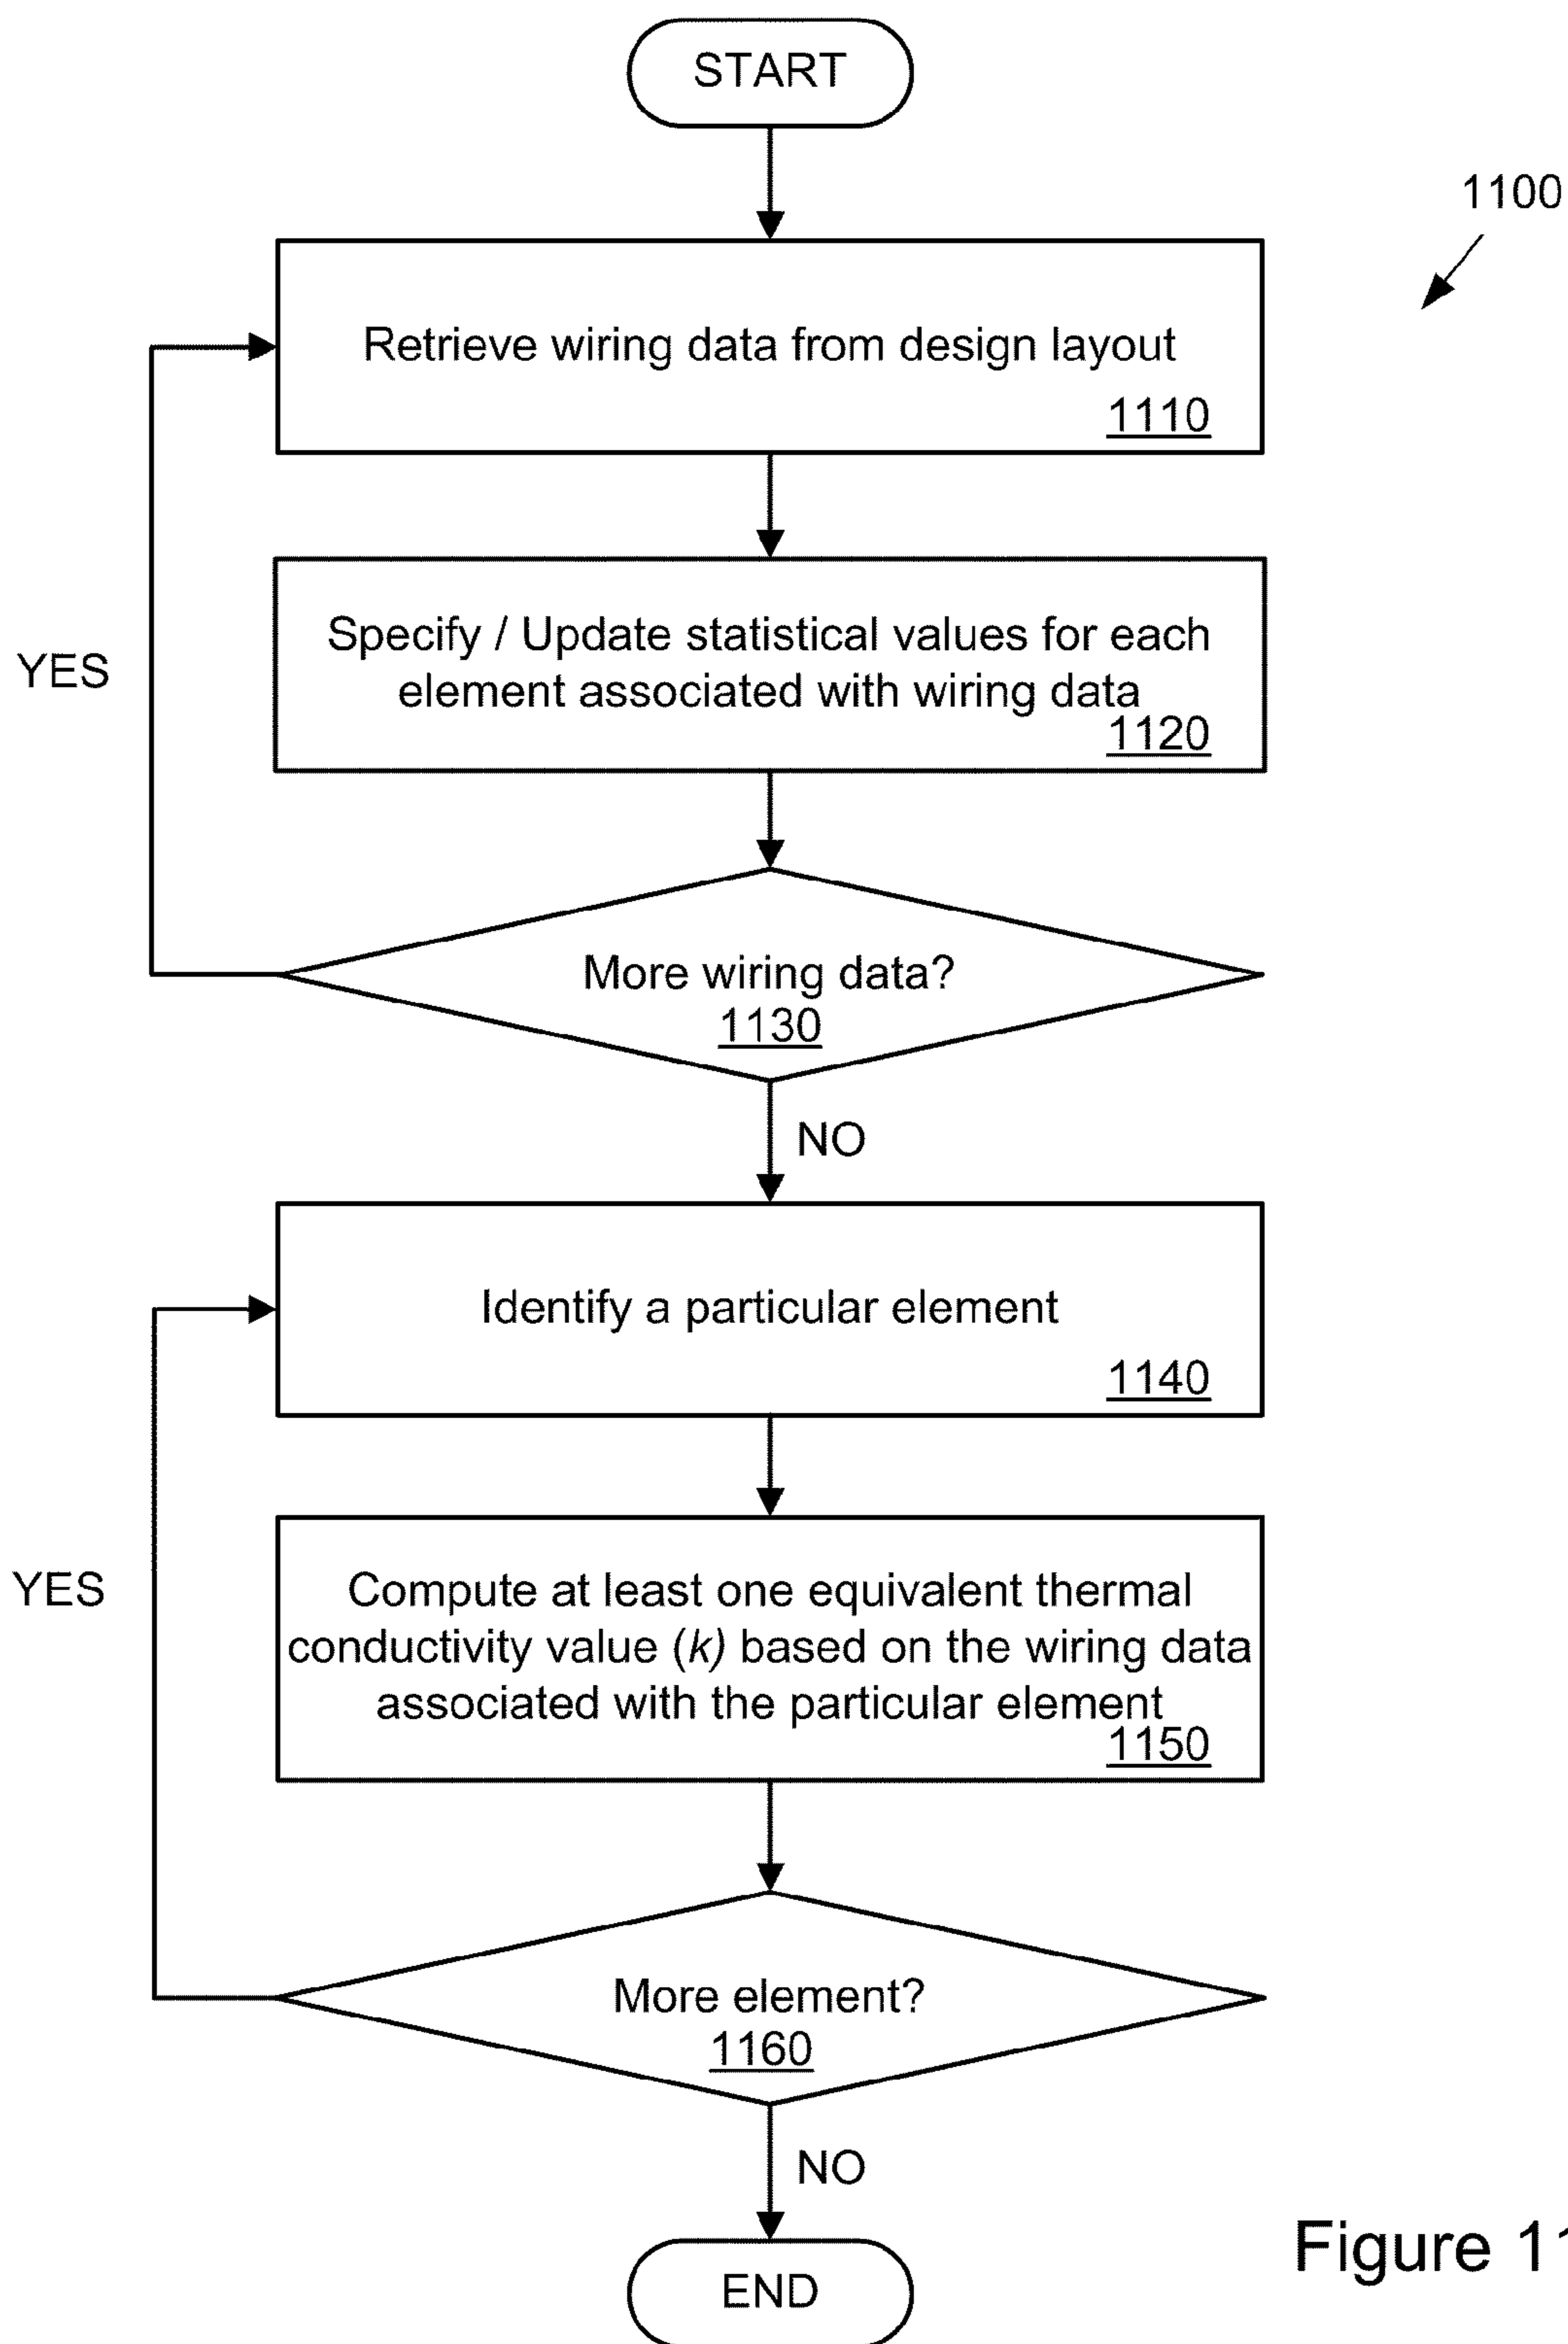 START
1100
Retrieve wiring data from design layout
1110
Specify / Update statistical values for each
element associated with wiring data
1120
YES
More wiring data?
1130
NO
Identify a particular element
1140
YES
Compute at least one equivalent thermal
conductivity value (k) based on the wiring data
associated with the particular element
1150
More element?
1160
NO
END
Figure 11